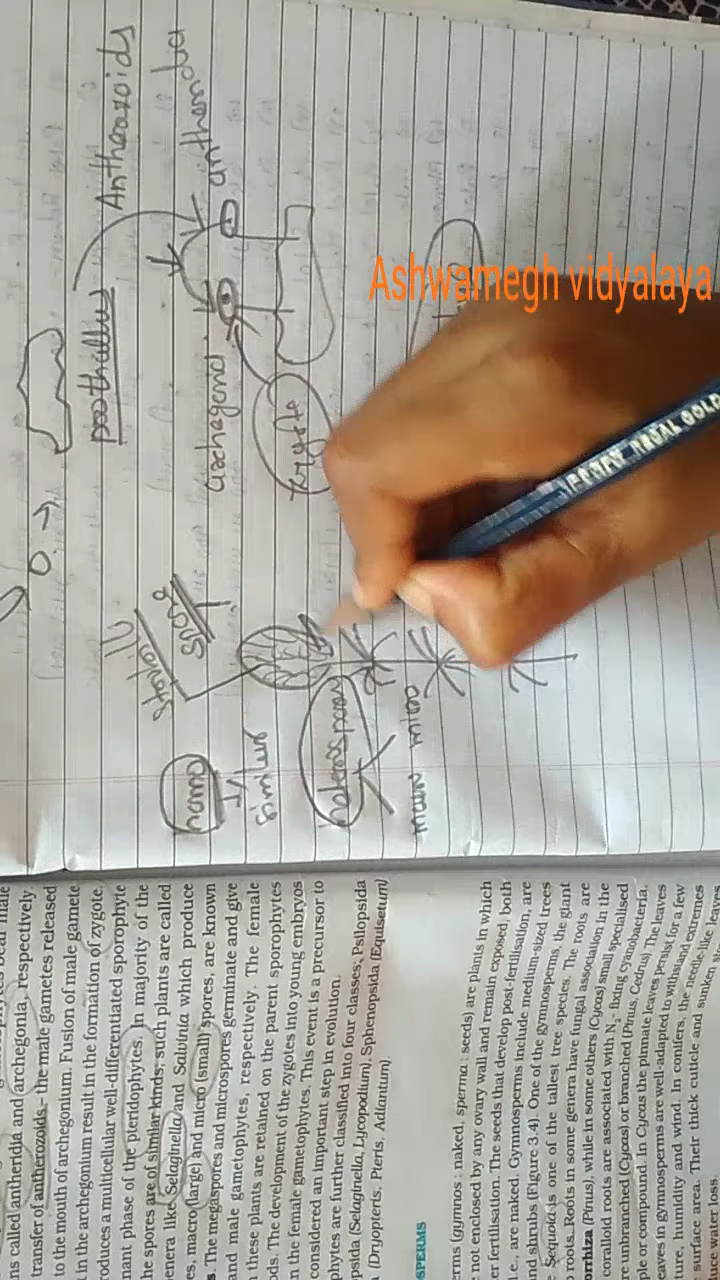 Ashwamegh vidyalaya
Antherozoids
prothallus
antheridia
archegonia
zygote
spore
homo
similar
heterosporous
ns called antheridia and archegonia, respectively.
transfer of antherozoids - the male gametes released
to the mouth of archegonium. Fusion of male gamete
in the archegonium result in the formation of zygote.
roduces a multicellular well-differentiated sporophyte
nant phase of the pteridophytes. In majority of the
he spores are of similar kinds; such plants are called
enera like Selaginella and Salvinia which produce
es, macro (large) and micro (small) spores, are known
s. The megaspores and microspores germinate and give
and male gametophytes, respectively. The female
these plants are retained on the parent sporophytes
ods. The development of the zygotes into young embryos
n the female gametophytes. This event is a precursor to
considered an important step in evolution.
phytes are further classified into four classes: Psilopsida
psida (Selaginella, Lycopodium), Sphenopsida (Equisetum)
(Dryopteris, Pteris, Adiantum).
SPERMS
erms (gymnos : naked, sperma : seeds) are plants in which
not enclosed by any ovary wall and remain exposed, both
er fertilisation. The seeds that develop post-fertilisation, are
i.e., are naked. Gymnosperms include medium-sized trees
nd shrubs (Figure 3.4). One of the gymnosperms, the giant
Sequoia is one of the tallest tree species. The roots are
roots. Roots in some genera have fungal association in the
rrhiza (Pinus), while in some others (Cycas) small specialised
coralloid roots are associated with N2- fixing cyanobacteria.
re unbranched (Cycas) or branched (Pinus, Cedrus). The leaves
ple or compound. In Cycas the pinnate leaves persist for a few
eaves in gymnosperms are well-adapted to withstand extremes
ture, humidity and wind. In conifers, the needle-like leaves
surface area. Their thick cuticle and sunken
uce water loss.